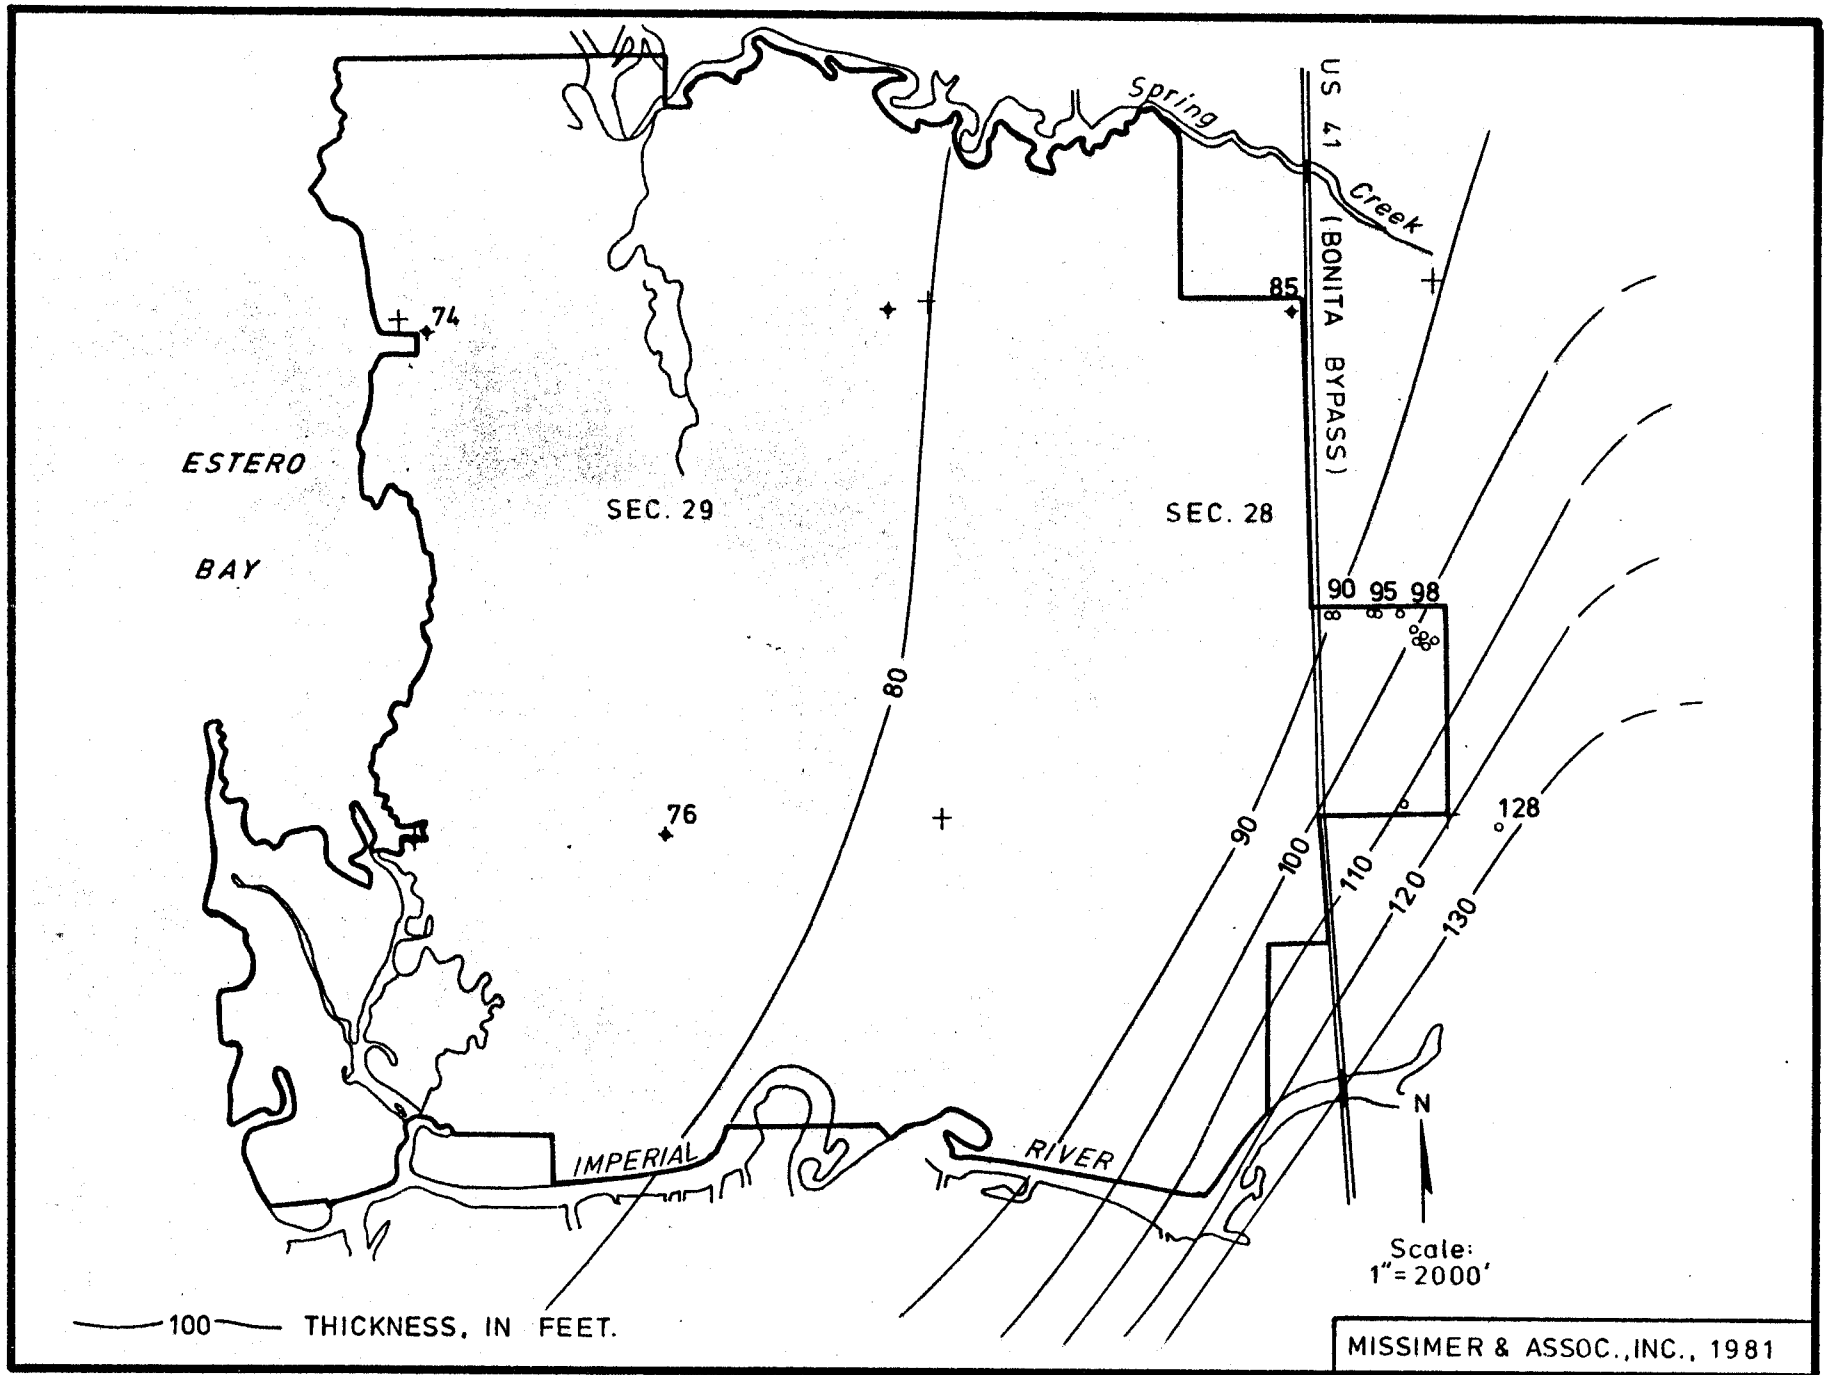 Spring
Creek
US 41 (BONITA BYPASS)
85
74
ESTERO
BAY
SEC. 29
SEC. 28
90 95 98
80
76
128
90
100
110
120
130
IMPERIAL
RIVER
N
Scale:
1"=2000'
100 THICKNESS, IN FEET.
MISSIMER & ASSOC.,INC., 1981